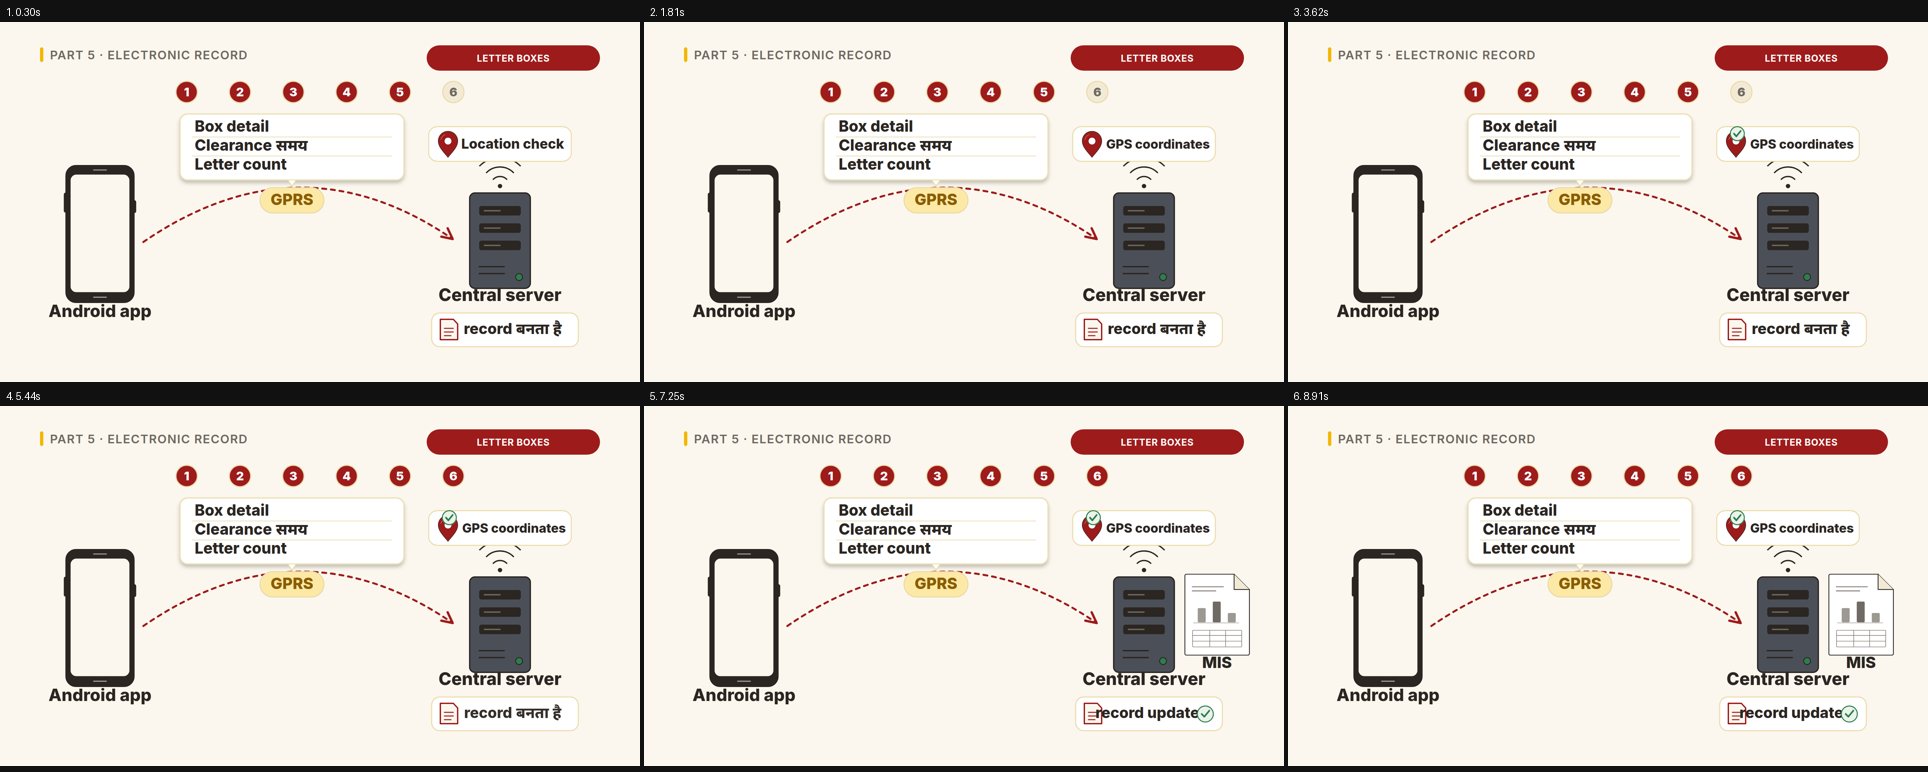 1. 0.30s
PART 5 · ELECTRONIC RECORD
LETTER BOXES
1 2 3 4 5 6
Box detail
Clearance समय
Letter count
Location check
GPRS
Android app
Central server
record बनता है
2. 1.81s
PART 5 · ELECTRONIC RECORD
LETTER BOXES
1 2 3 4 5 6
Box detail
Clearance समय
Letter count
GPS coordinates
GPRS
Android app
Central server
record बनता है
3. 3.62s
PART 5 · ELECTRONIC RECORD
LETTER BOXES
1 2 3 4 5 6
Box detail
Clearance समय
Letter count
GPS coordinates
GPRS
Android app
Central server
record बनता है
4. 5.44s
PART 5 · ELECTRONIC RECORD
LETTER BOXES
1 2 3 4 5 6
Box detail
Clearance समय
Letter count
GPS coordinates
GPRS
Android app
Central server
record बनता है
5. 7.25s
PART 5 · ELECTRONIC RECORD
LETTER BOXES
1 2 3 4 5 6
Box detail
Clearance समय
Letter count
GPS coordinates
GPRS
MIS
Android app
Central server
record update
6. 8.91s
PART 5 · ELECTRONIC RECORD
LETTER BOXES
1 2 3 4 5 6
Box detail
Clearance समय
Letter count
GPS coordinates
GPRS
MIS
Android app
Central server
record update